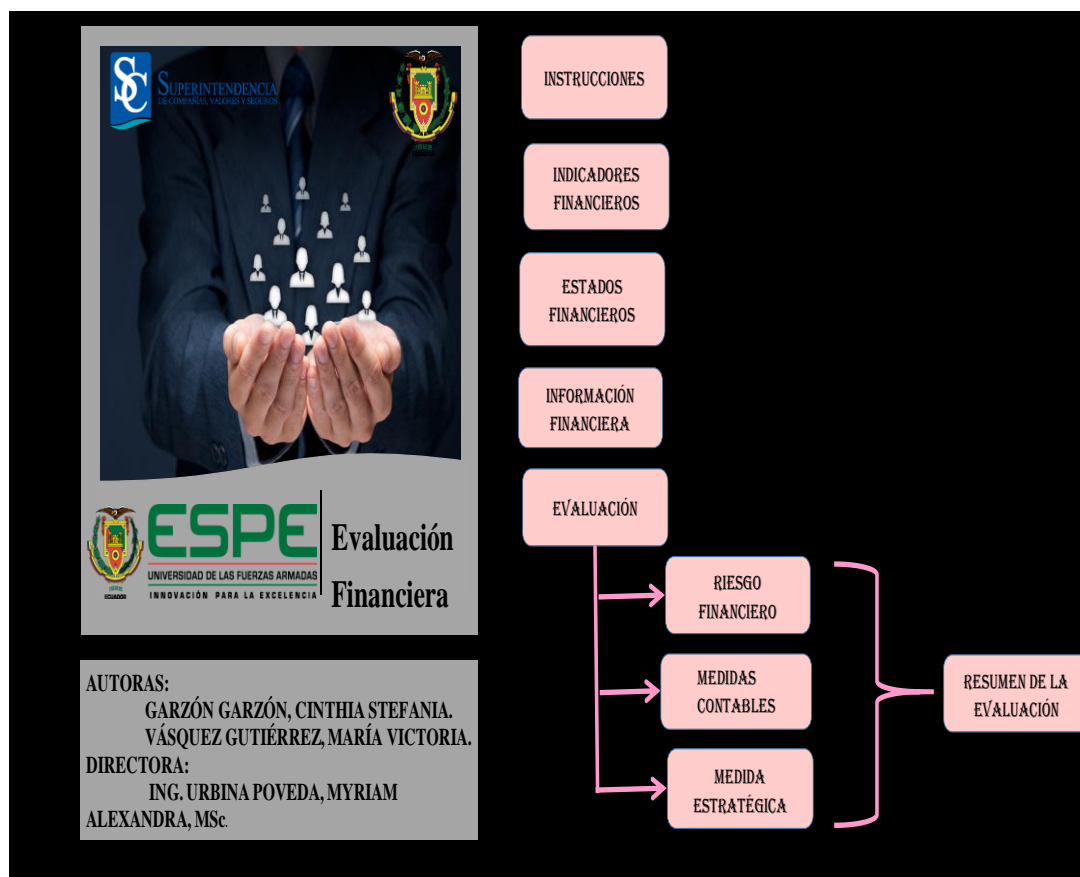 SUPERINTENDENCIA
DE COMPAÑÍAS, VALORES Y SEGUROS
ESPE
UNIVERSIDAD DE LAS FUERZAS ARMADAS
INNOVACIÓN PARA LA EXCELENCIA
ECUADOR
Evaluación
Financiera
AUTORAS:
GARZÓN GARZÓN, CINTHIA STEFANIA.
VÁSQUEZ GUTIÉRREZ, MARÍA VICTORIA.
DIRECTORA:
ING. URBINA POVEDA, MYRIAM
ALEXANDRA, MSc.
INSTRUCCIONES
INDICADORES
FINANCIEROS
ESTADOS
FINANCIEROS
INFORMACIÓN
FINANCIERA
EVALUACIÓN
RIESGO
FINANCIERO
MEDIDAS
CONTABLES
MEDIDA
ESTRATÉGICA
RESUMEN DE LA
EVALUACIÓN